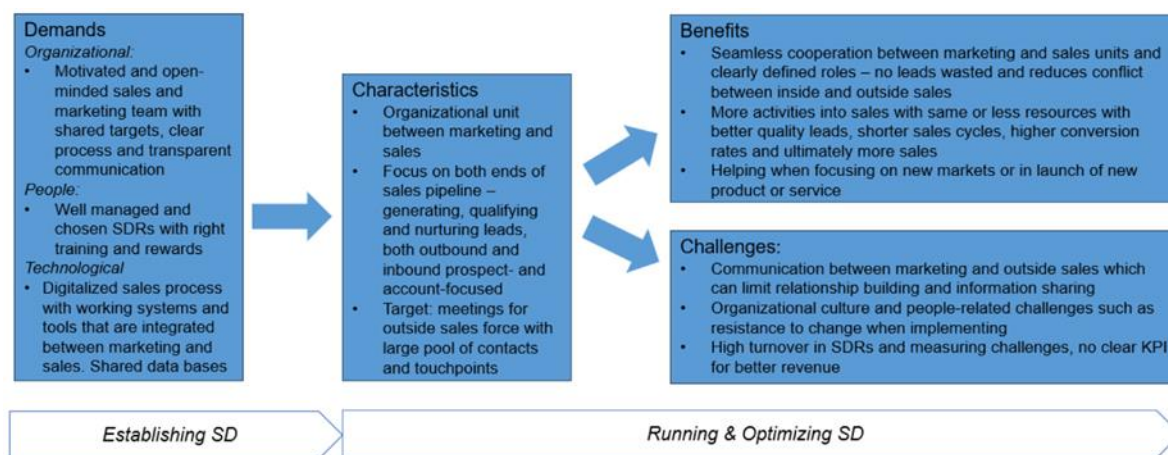 Demands
Organizational:
• Motivated and open-
minded sales and
marketing team with
shared targets, clear
process and transparent
communication
People:
• Well managed and
chosen SDRs with right
training and rewards
Technological
• Digitalized sales process
with working systems and
tools that are integrated
between marketing and
sales. Shared data bases
Characteristics
• Organizational unit
between marketing and
sales
• Focus on both ends of
sales pipeline –
generating, qualifying
and nurturing leads,
both outbound and
inbound prospect- and
account-focused
• Target: meetings for
outside sales force with
large pool of contacts
and touchpoints
Benefits
• Seamless cooperation between marketing and sales units and
clearly defined roles – no leads wasted and reduces conflict
between inside and outside sales
• More activities into sales with same or less resources with
better quality leads, shorter sales cycles, higher conversion
rates and ultimately more sales
• Helping when focusing on new markets or in launch of new
product or service
Challenges:
• Communication between marketing and outside sales which
can limit relationship building and information sharing
• Organizational culture and people-related challenges such as
resistance to change when implementing
• High turnover in SDRs and measuring challenges, no clear KPI
for better revenue
Establishing SD
Running & Optimizing SD